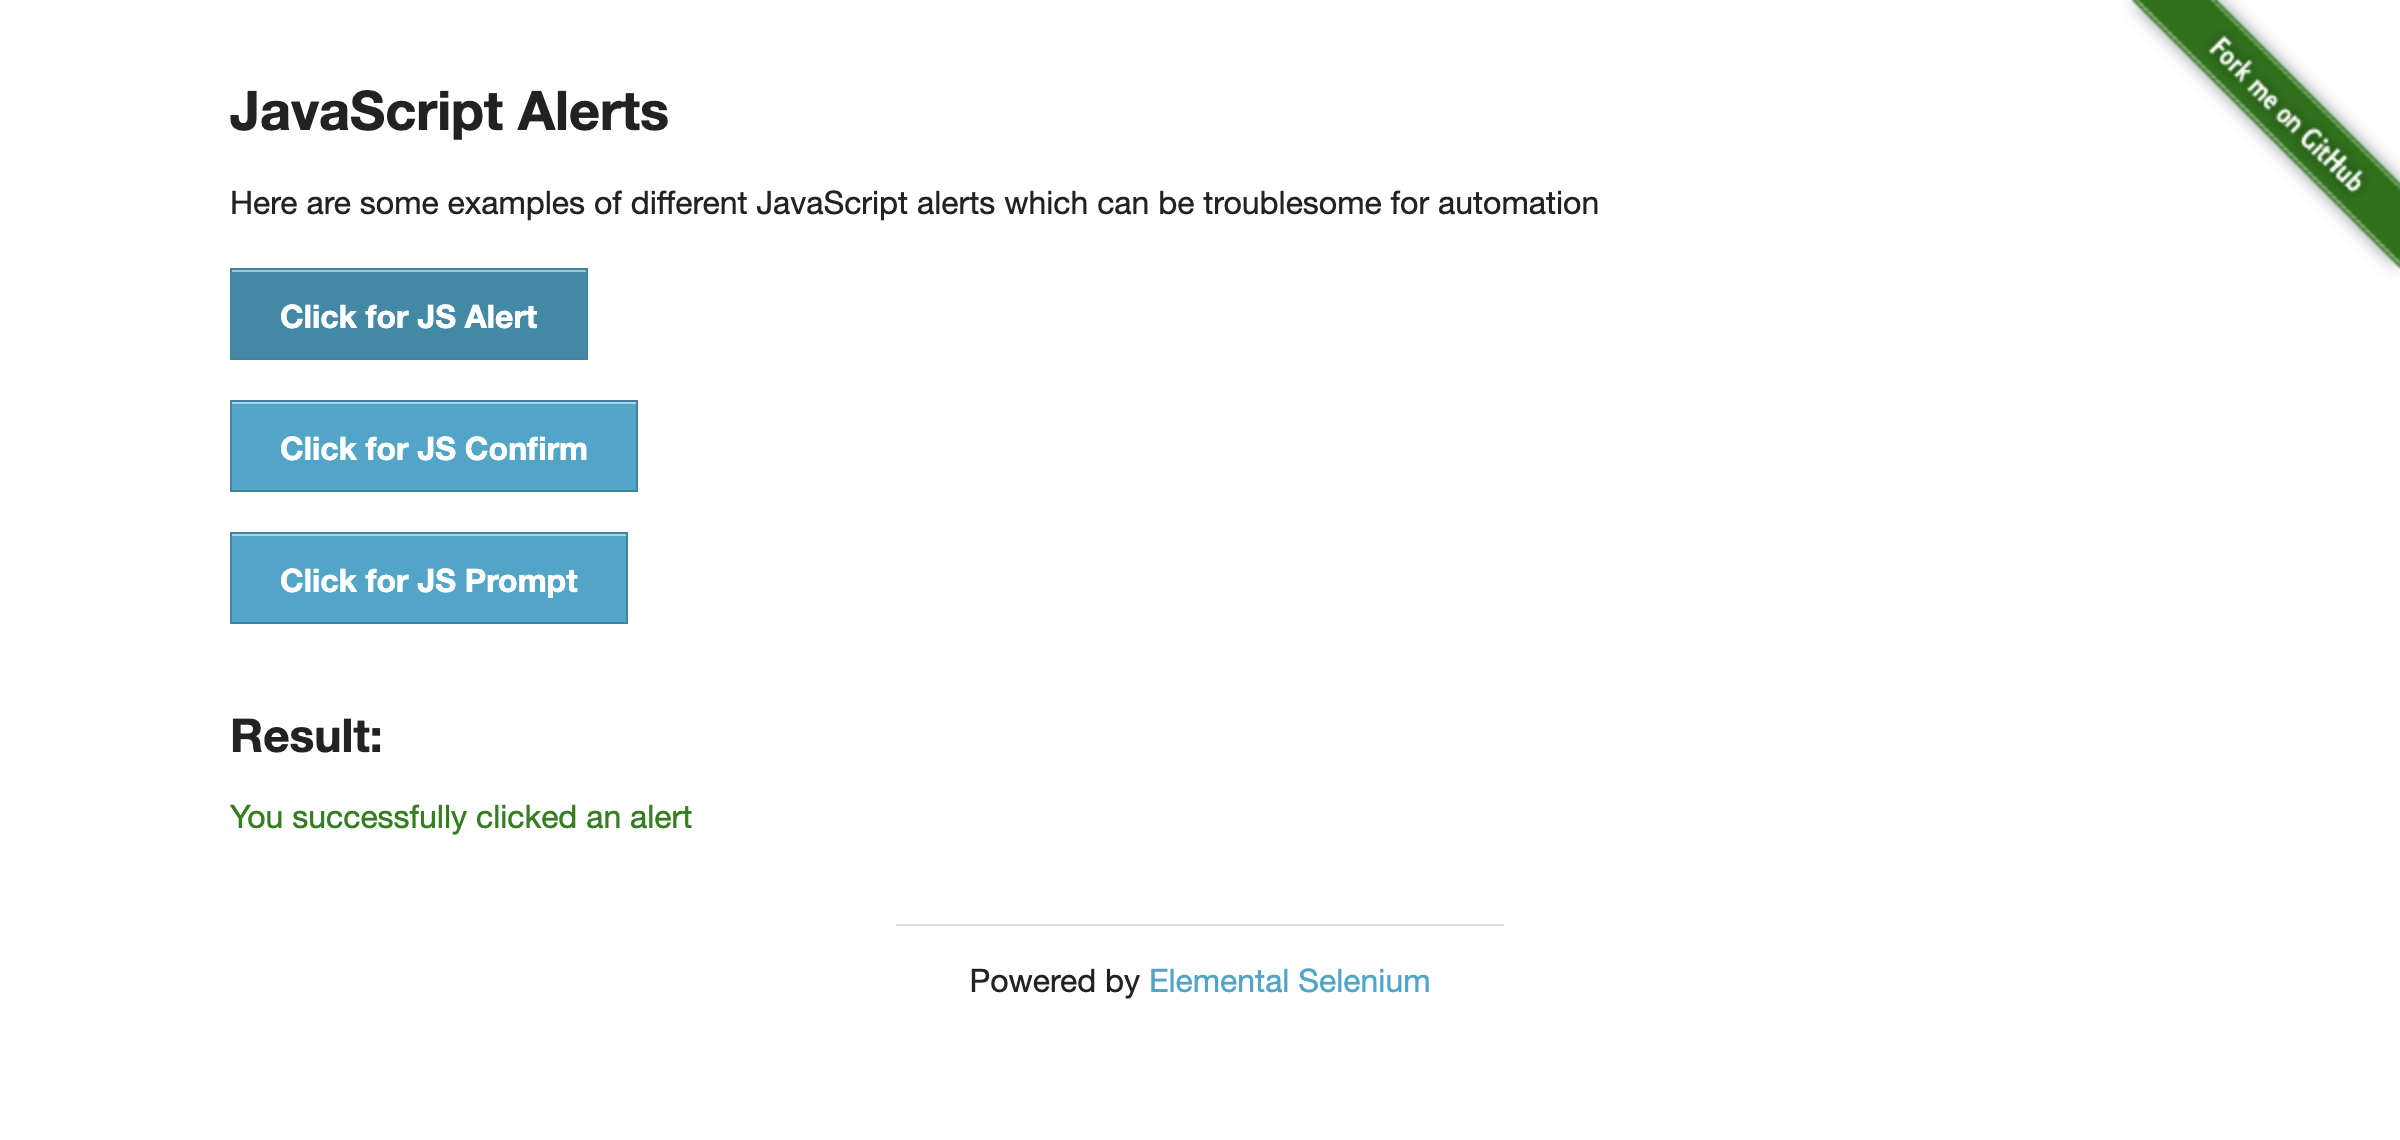 Fork me on GitHub
JavaScript Alerts
Here are some examples of different JavaScript alerts which can be troublesome for automation
Click for JS Alert
Click for JS Confirm
Click for JS Prompt
Result:
You successfully clicked an alert
Powered by Elemental Selenium